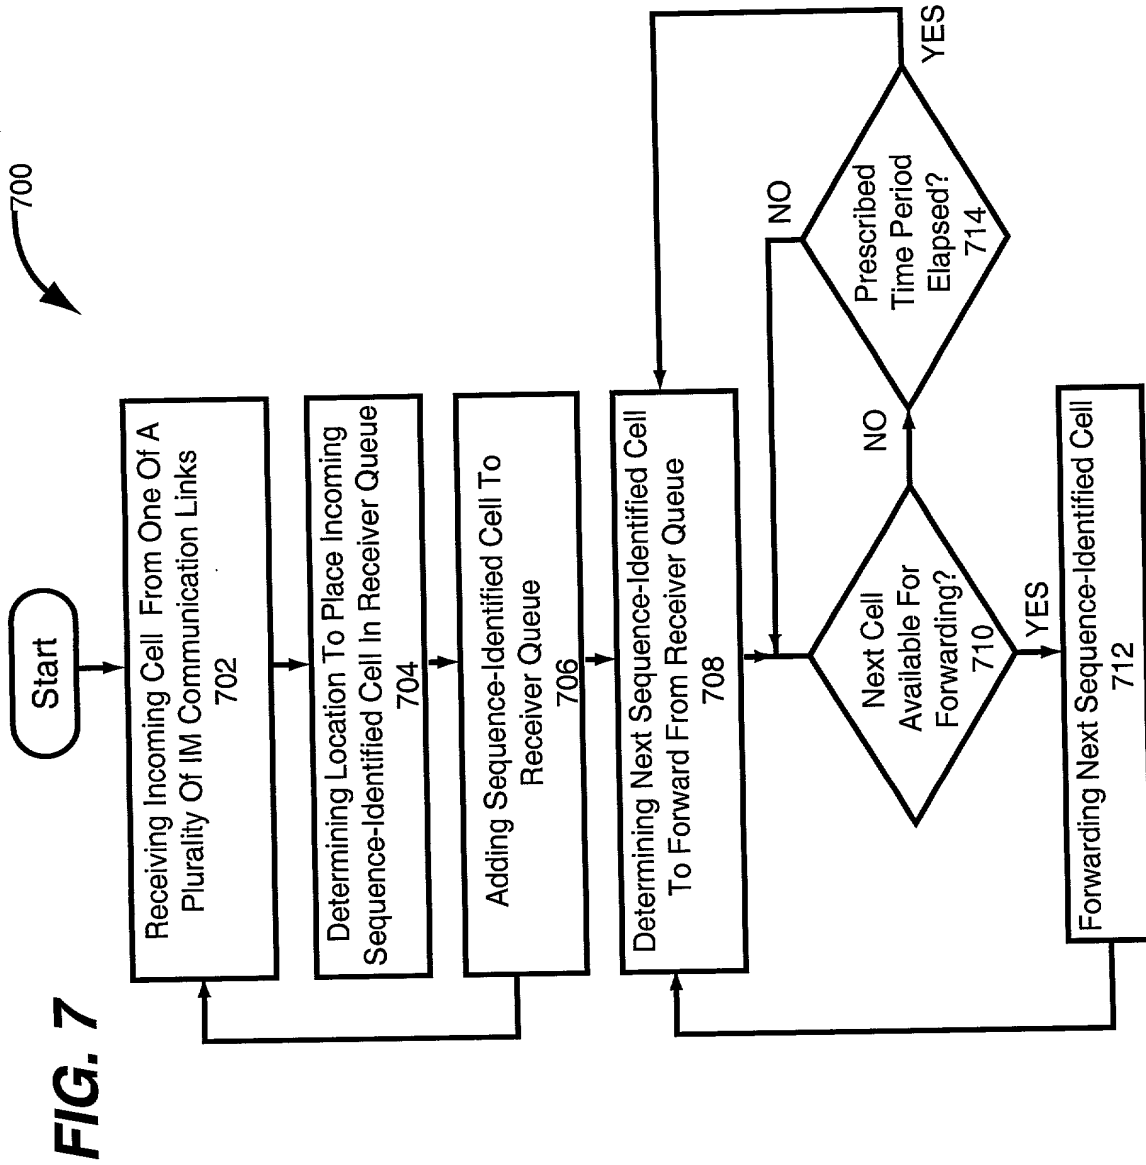 FIG. 7
700
Start
Receiving Incoming Cell From One Of A
Plurality Of IM Communication Links
702
Determining Location To Place Incoming
Sequence-Identified Cell In Receiver Queue
704
Adding Sequence-Identified Cell To
Receiver Queue
706
Determining Next Sequence-Identified Cell
To Forward From Receiver Queue
708
Next Cell
Available For
Forwarding?
710
NO
YES
Prescribed
Time Period
Elapsed?
714
NO
YES
Forwarding Next Sequence-Identified Cell
712